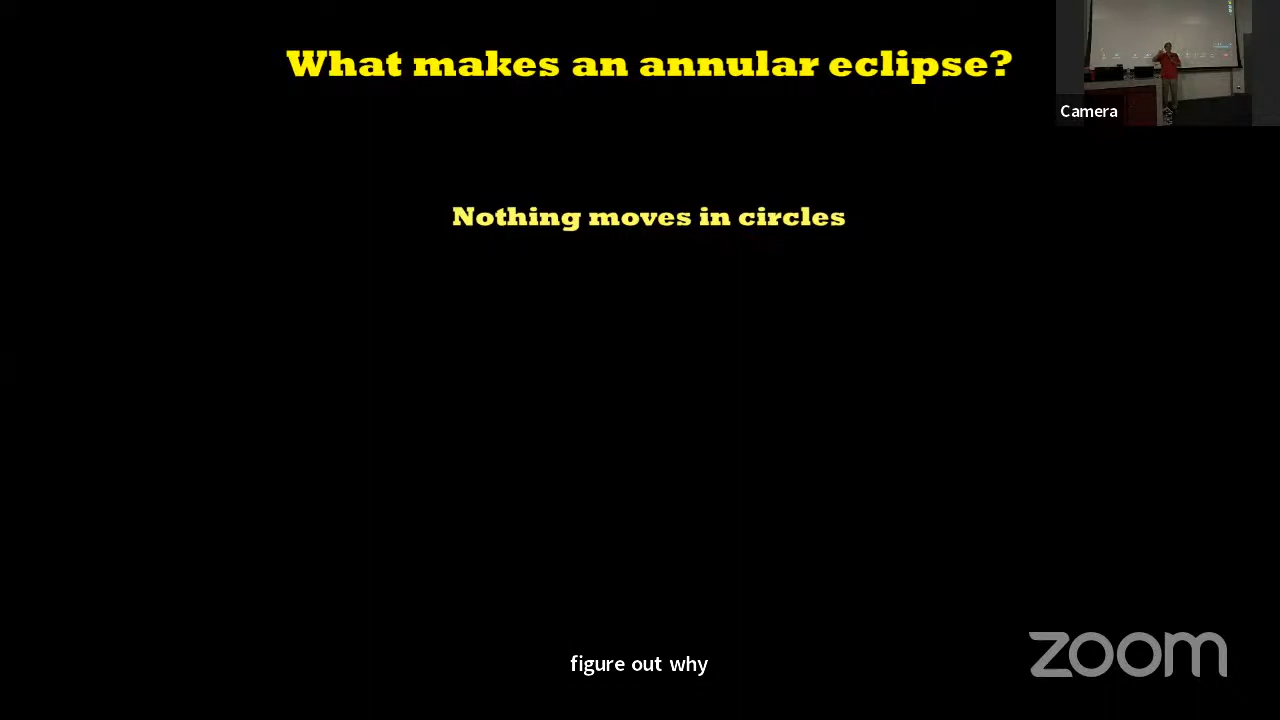 What makes an annular eclipse?
Camera
Nothing moves in circles
figure out why
zoom